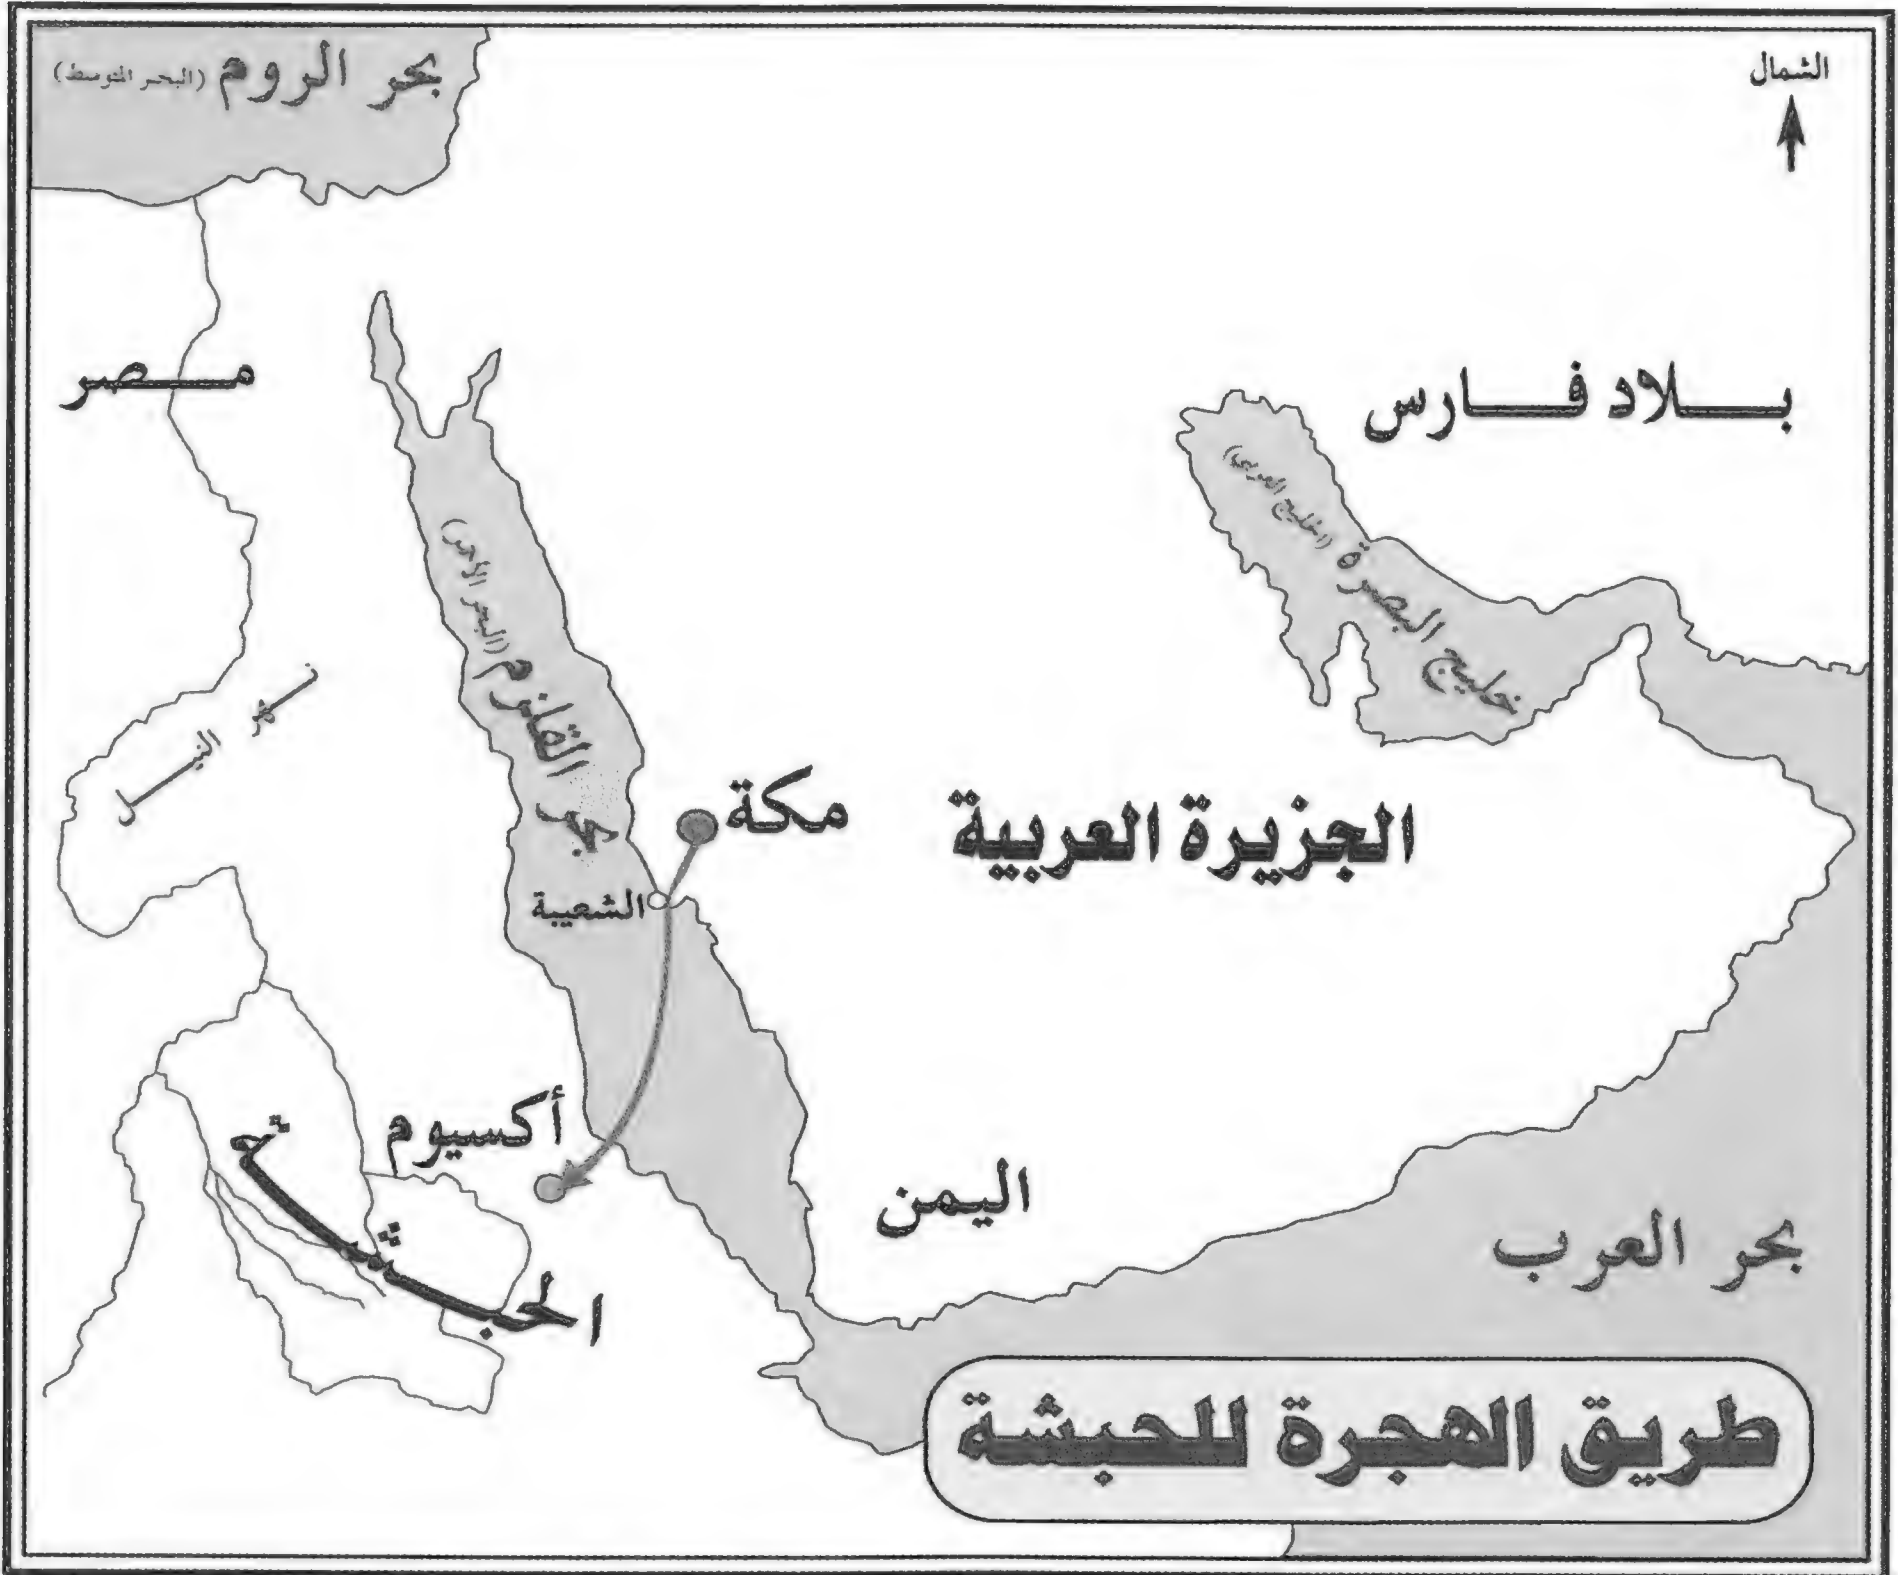 الشمال
بحر الروم (البحر المتوسط)
مصر
بلاد فارس
خليج البصرة (الخليج العربي)
بحر القلزم (البحر الأحمر)
نهر النيل
مكة
الجزيرة العربية
الشعيبة
أكسيوم
الحبشة
اليمن
بحر العرب
طريق الهجرة للحبشة